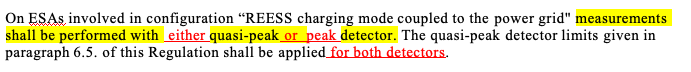 On ESAs involved in configuration “REESS charging mode coupled to the power grid" measurements
shall be performed with either quasi-peak or peak detector. The quasi-peak detector limits given in
paragraph 6.5. of this Regulation shall be applied for both detectors.